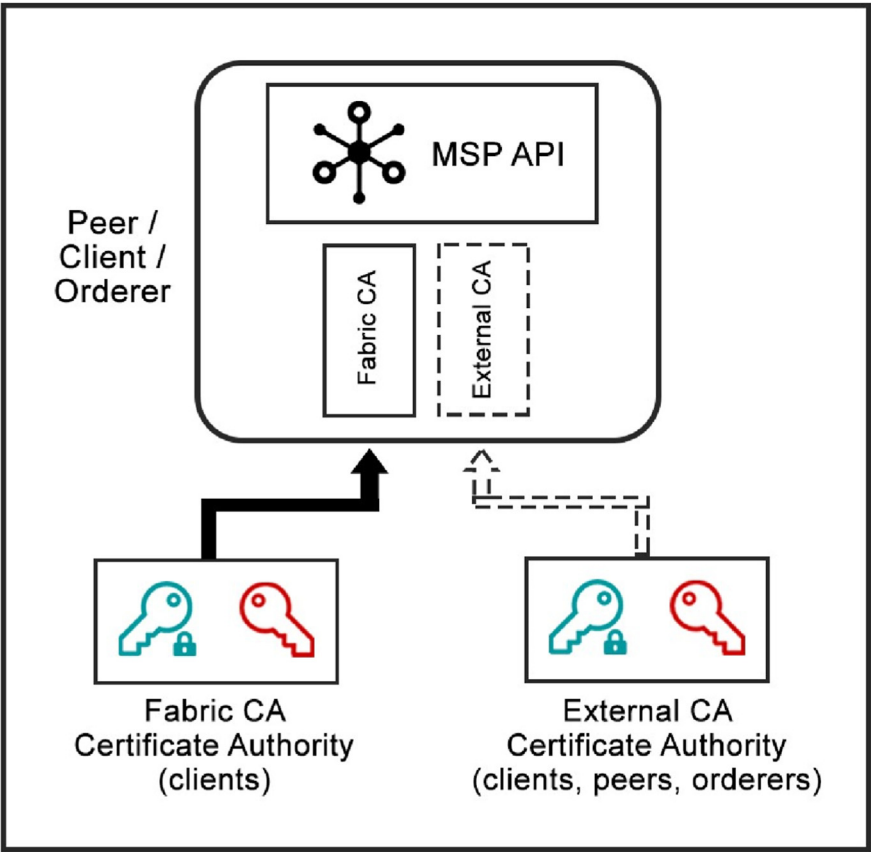 MSP API
Peer /
Client /
Orderer
Fabric CA
External CA
Fabric CA
Certificate Authority
(clients)
External CA
Certificate Authority
(clients, peers, orderers)